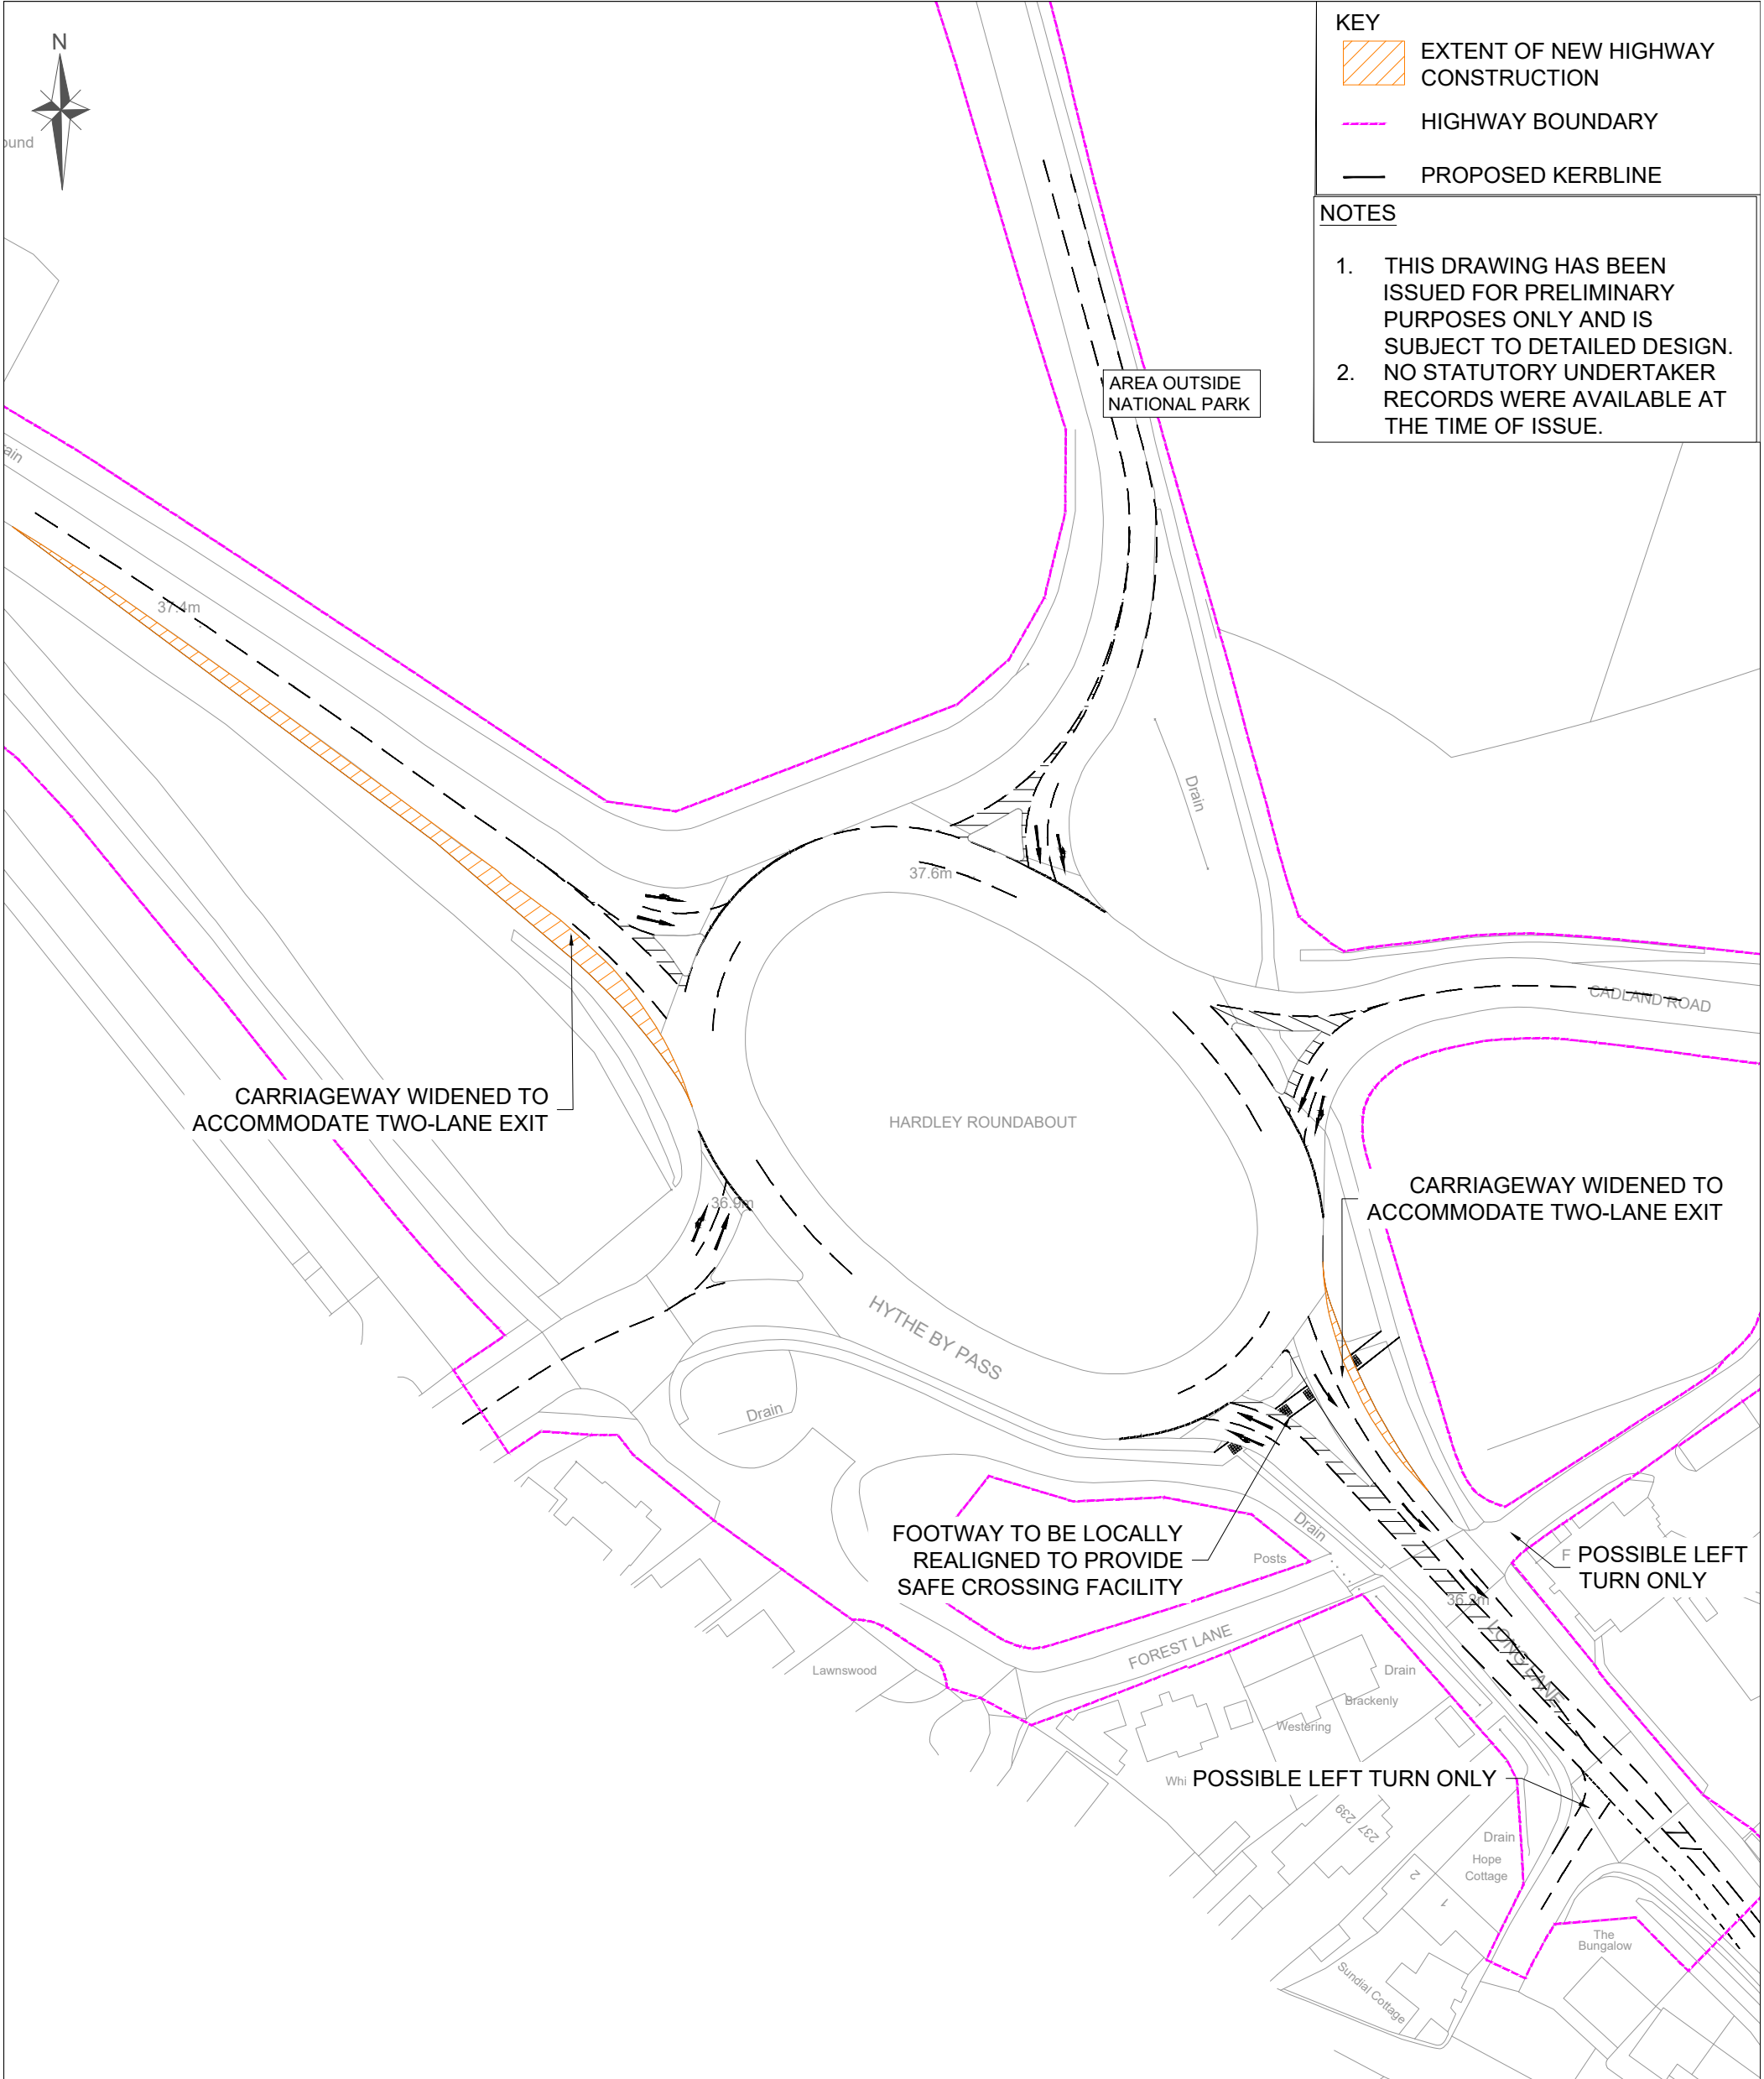 KEY
EXTENT OF NEW HIGHWAY
CONSTRUCTION
HIGHWAY BOUNDARY
PROPOSED KERBLINE
NOTES
1. THIS DRAWING HAS BEEN
ISSUED FOR PRELIMINARY
PURPOSES ONLY AND IS
SUBJECT TO DETAILED DESIGN.
2. NO STATUTORY UNDERTAKER
RECORDS WERE AVAILABLE AT
THE TIME OF ISSUE.
N
AREA OUTSIDE
NATIONAL PARK
37.4m
Drain
37.6m
CADLAND ROAD
CARRIAGEWAY WIDENED TO
ACCOMMODATE TWO-LANE EXIT
HARDLEY ROUNDABOUT
36.9m
CARRIAGEWAY WIDENED TO
ACCOMMODATE TWO-LANE EXIT
HYTHE BY PASS
Drain
FOOTWAY TO BE LOCALLY
REALIGNED TO PROVIDE
SAFE CROSSING FACILITY
Drain
Posts
F
POSSIBLE LEFT
TURN ONLY
LONG LANE
FOREST LANE
Lawnswood
Drain
Brackenly
Westering
Whi
POSSIBLE LEFT TURN ONLY
239
237
Drain
Hope
Cottage
2
1
The
Bungalow
Sundial Cottage